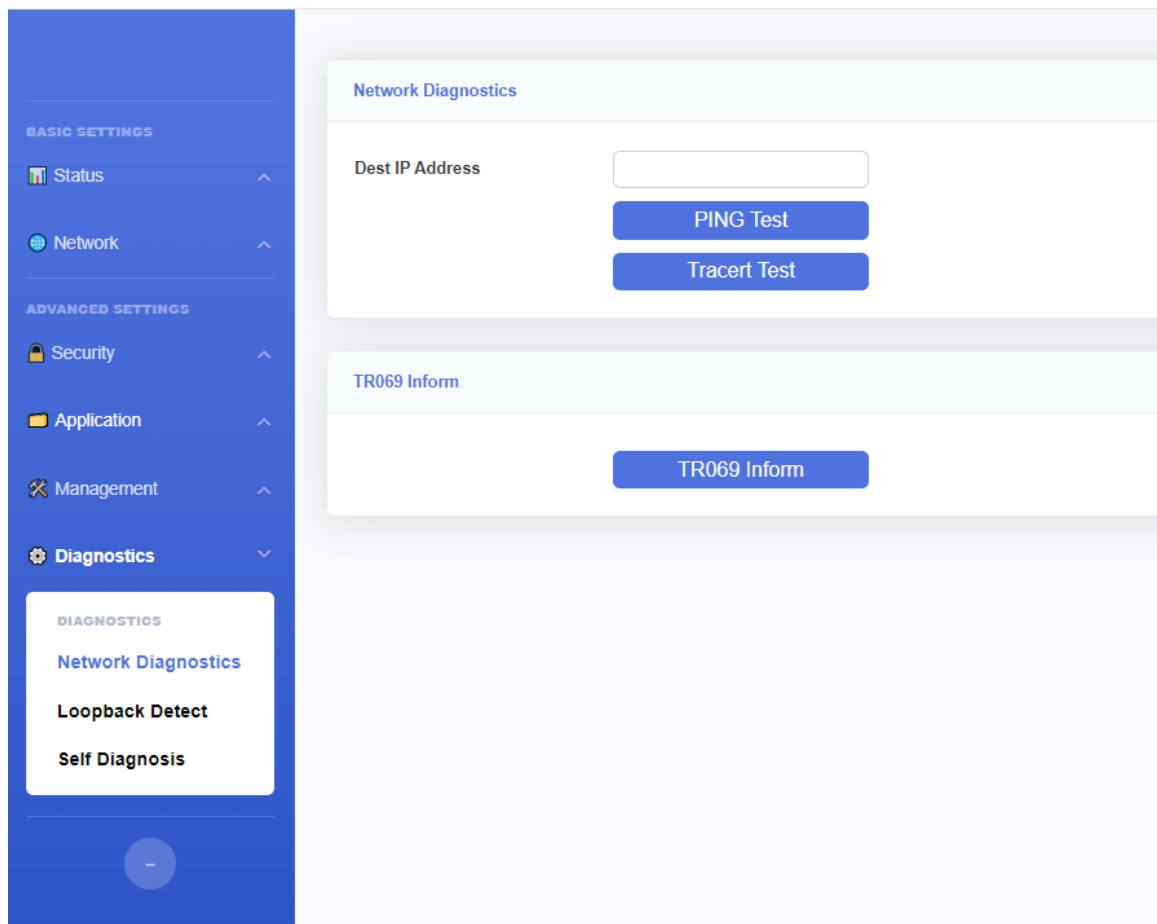 BASIC SETTINGS
Status
Network
ADVANCED SETTINGS
Security
Application
Management
Diagnostics
DIAGNOSTICS
Network Diagnostics
Loopback Detect
Self Diagnosis
-
Network Diagnostics
Dest IP Address
PING Test
Tracert Test
TR069 Inform
TR069 Inform